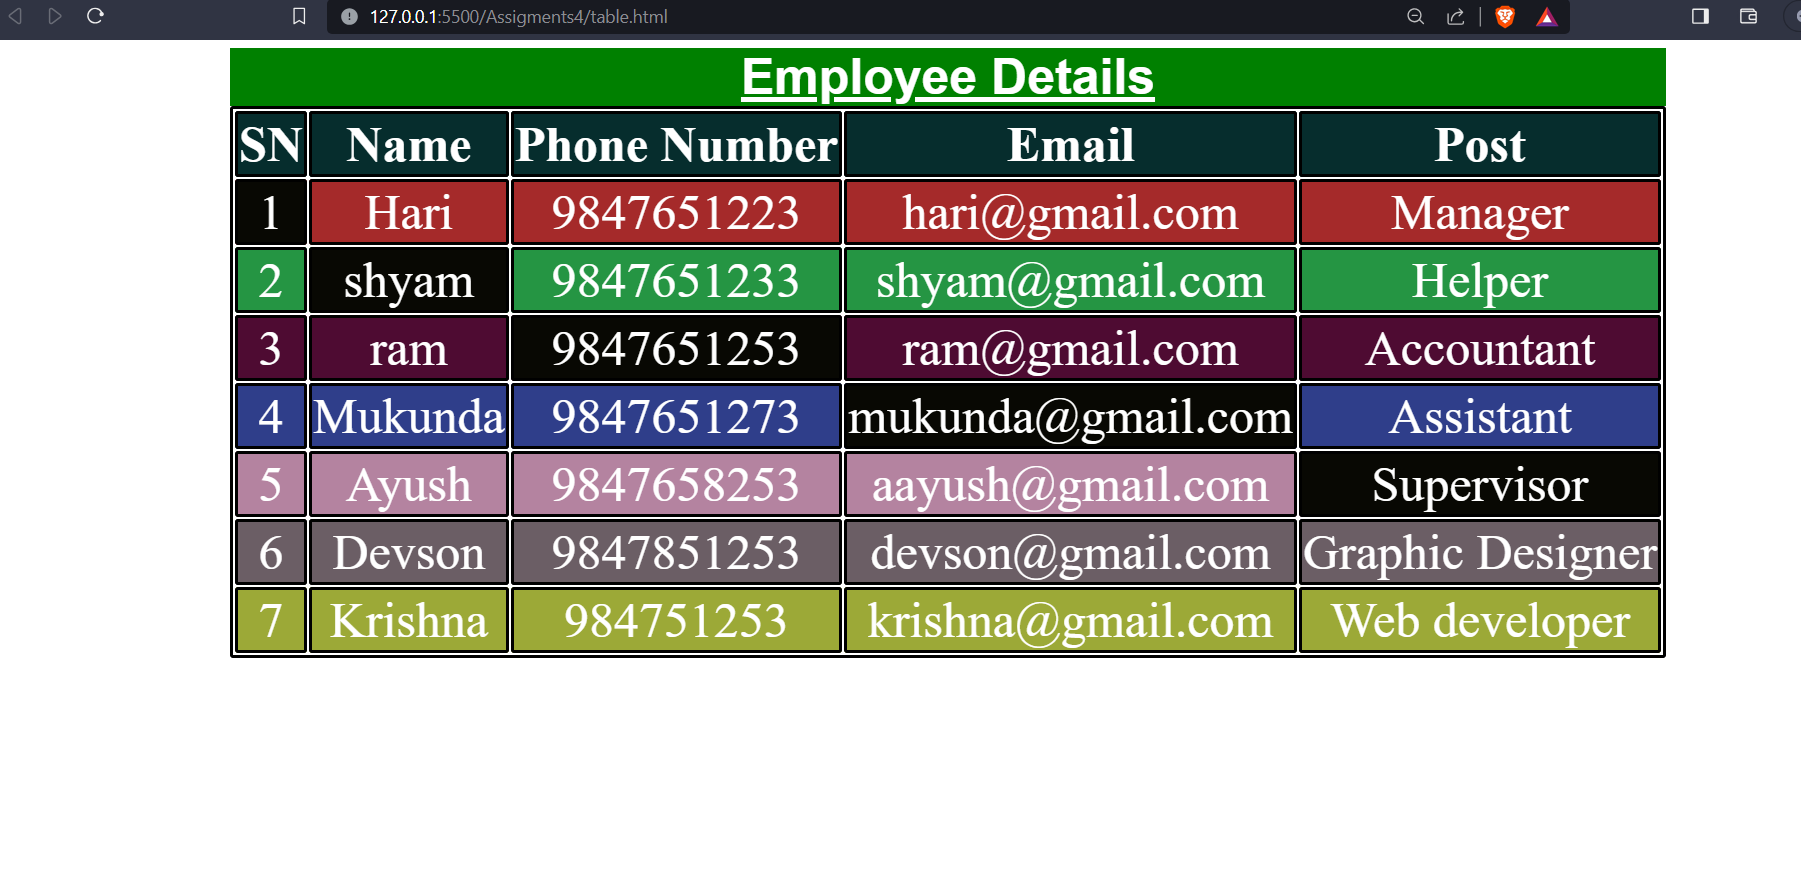 127.0.0.1:5500/Assigments4/table.html
Employee Details
SN Name Phone Number Email Post
1 Hari 9847651223 hari@gmail.com Manager
2 shyam 9847651233 shyam@gmail.com Helper
3 ram 9847651253 ram@gmail.com Accountant
4 Mukunda 9847651273 mukunda@gmail.com Assistant
5 Ayush 9847658253 aayush@gmail.com Supervisor
6 Devson 9847851253 devson@gmail.com Graphic Designer
7 Krishna 984751253 krishna@gmail.com Web developer